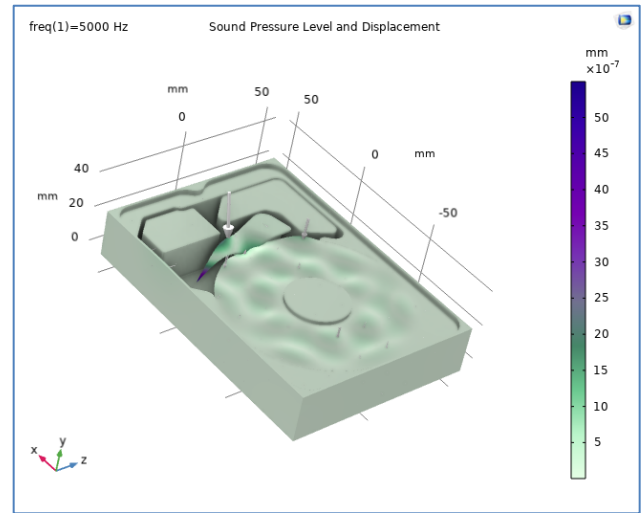 freq(1)=5000 Hz Sound Pressure Level and Displacement
mm
×10⁻⁷
mm
50
50
0
0
mm
40
mm
20
0
-50
50
45
40
35
30
25
20
15
10
5
y
x
z